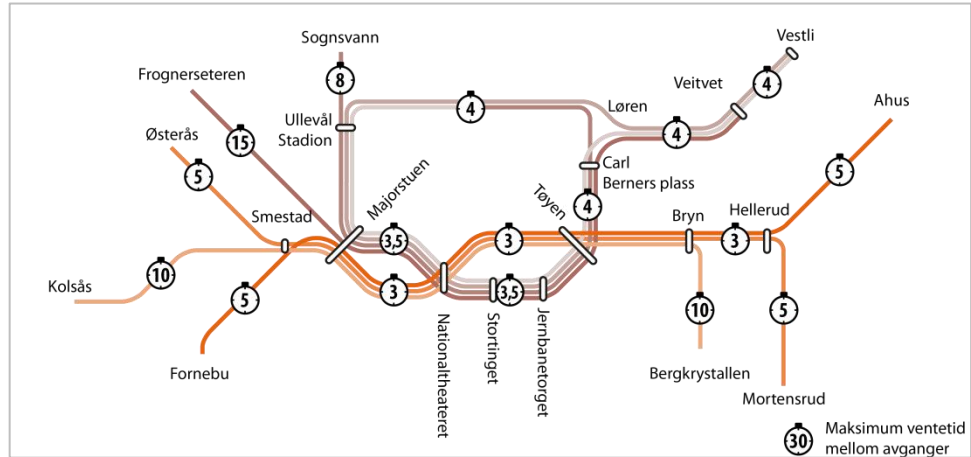 Sognsvann
Vestli
Frognerseteren
8
Veitvet
4
Ahus
Løren
4
Ullevål
Stadion
Østerås
15
4
5
Carl
Berners plass
5
Majorstuen
Tøyen
4
Smestad
Bryn
Hellerud
3,5
3
3
10
Kolsås
5
3
3,5
10
5
Nationaltheateret
Stortinget
Jernbanetorget
Fornebu
Bergkrystallen
Mortensrud
30
Maksimum ventetid
mellom avganger